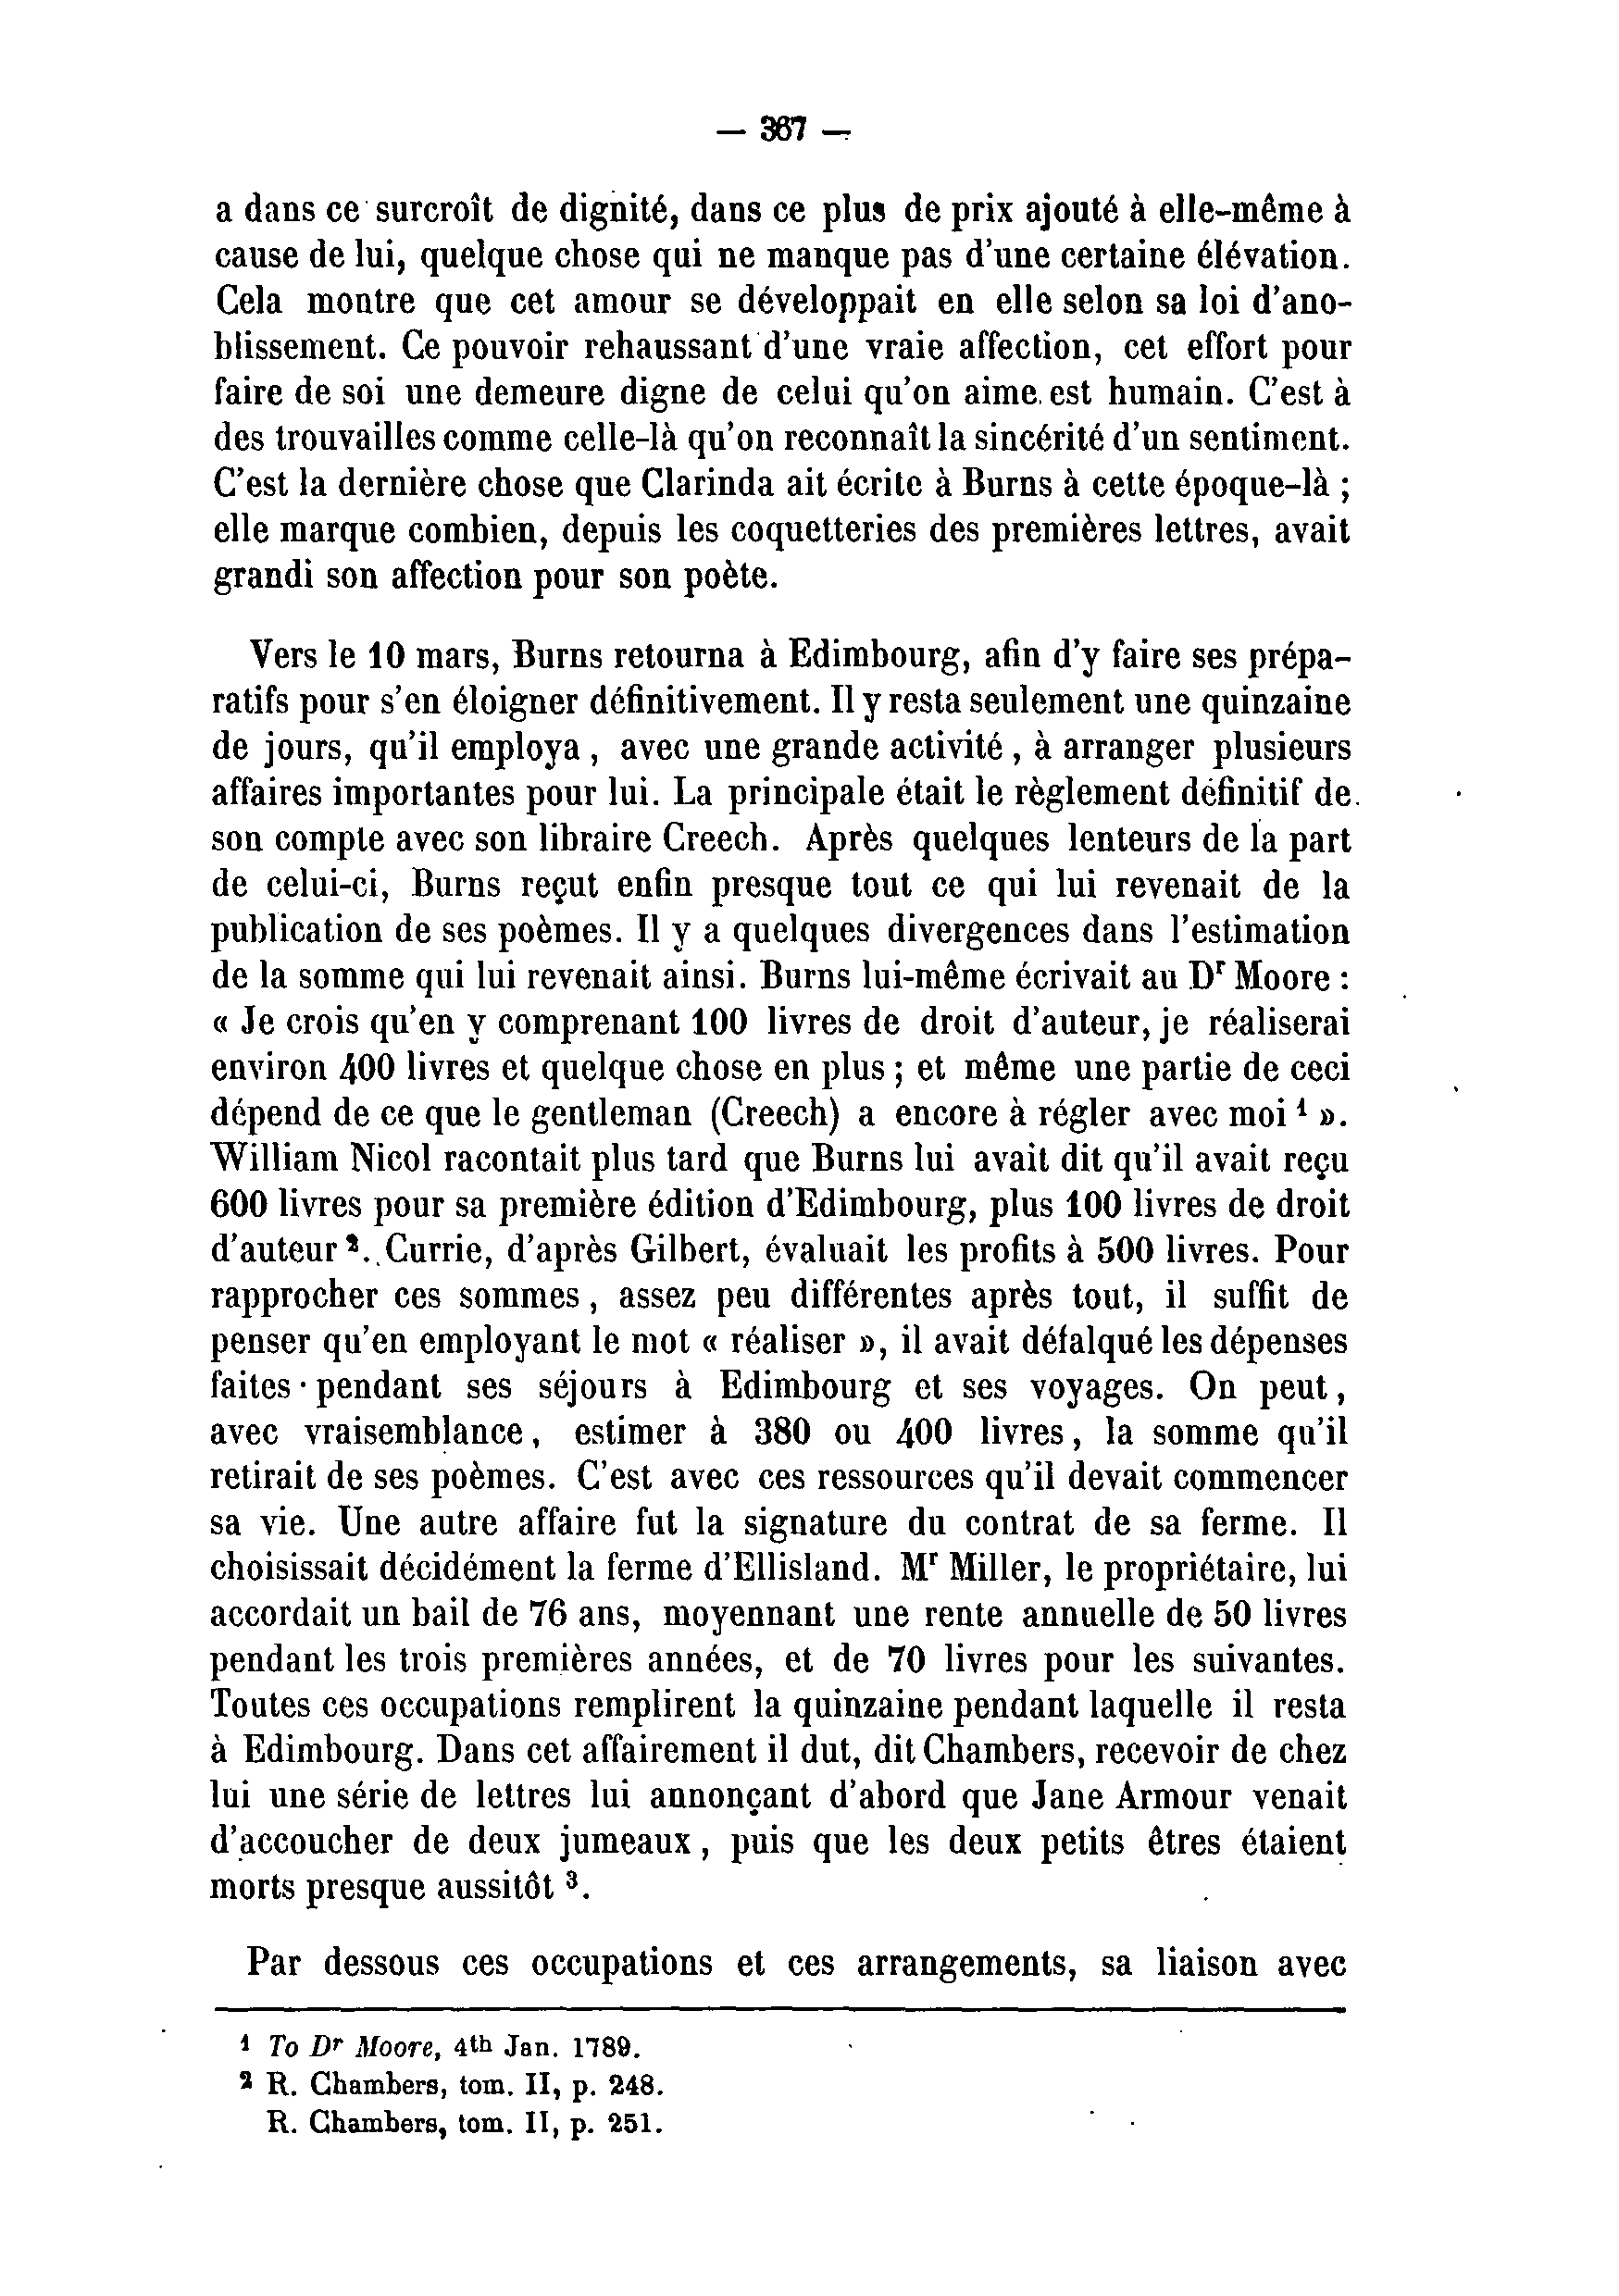 — 367 —
a dans ce surcroît de dignité, dans ce plus de prix ajouté à elle-même à
cause de lui, quelque chose qui ne manque pas d'une certaine élévation.
Cela montre que cet amour se développait en elle selon sa loi d'ano-
blissement. Ce pouvoir rehaussant d'une vraie affection, cet effort pour
faire de soi une demeure digne de celui qu'on aime est humain. C'est à
des trouvailles comme celle-là qu'on reconnaît la sincérité d'un sentiment.
C'est la dernière chose que Clarinda ait écrite à Burns à cette époque-là ;
elle marque combien, depuis les coquetteries des premières lettres, avait
grandi son affection pour son poète.
Vers le 10 mars, Burns retourna à Edimbourg, afin d'y faire ses prépa-
ratifs pour s'en éloigner définitivement. Il y resta seulement une quinzaine
de jours, qu'il employa, avec une grande activité, à arranger plusieurs
affaires importantes pour lui. La principale était le règlement définitif de
son compte avec son libraire Creech. Après quelques lenteurs de la part
de celui-ci, Burns reçut enfin presque tout ce qui lui revenait de la
publication de ses poèmes. Il y a quelques divergences dans l'estimation
de la somme qui lui revenait ainsi. Burns lui-même écrivait au Dr Moore :
« Je crois qu'en y comprenant 100 livres de droit d'auteur, je réaliserai
environ 400 livres et quelque chose en plus ; et même une partie de ceci
dépend de ce que le gentleman (Creech) a encore à régler avec moi ¹ ».
William Nicol racontait plus tard que Burns lui avait dit qu'il avait reçu
600 livres pour sa première édition d'Edimbourg, plus 100 livres de droit
d'auteur ². Currie, d'après Gilbert, évaluait les profits à 500 livres. Pour
rapprocher ces sommes, assez peu différentes après tout, il suffit de
penser qu'en employant le mot « réaliser », il avait défalqué les dépenses
faites pendant ses séjours à Edimbourg et ses voyages. On peut,
avec vraisemblance, estimer à 380 ou 400 livres, la somme qu'il
retirait de ses poèmes. C'est avec ces ressources qu'il devait commencer
sa vie. Une autre affaire fut la signature du contrat de sa ferme. Il
choisissait décidément la ferme d'Ellisland. Mr Miller, le propriétaire, lui
accordait un bail de 76 ans, moyennant une rente annuelle de 50 livres
pendant les trois premières années, et de 70 livres pour les suivantes.
Toutes ces occupations remplirent la quinzaine pendant laquelle il resta
à Edimbourg. Dans cet affairement il dut, dit Chambers, recevoir de chez
lui une série de lettres lui annonçant d'abord que Jane Armour venait
d'accoucher de deux jumeaux, puis que les deux petits êtres étaient
morts presque aussitôt ³.
Par dessous ces occupations et ces arrangements, sa liaison avec
¹ To Dr Moore, 4th Jan. 1789.
² R. Chambers, tom. II, p. 248.
R. Chambers, tom. II, p. 251.